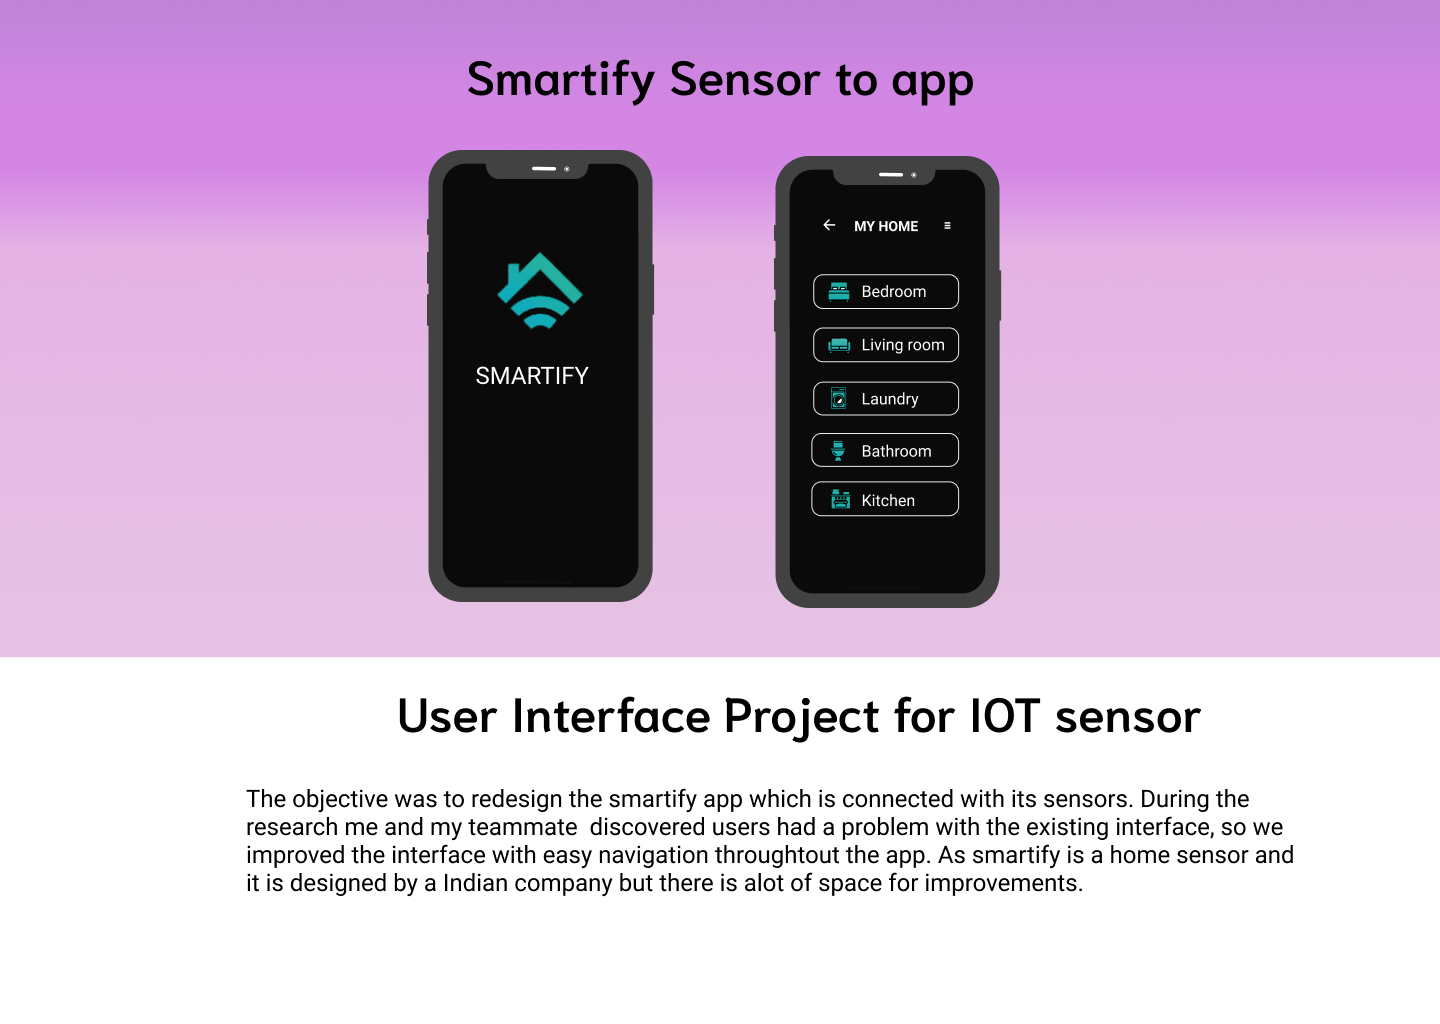 Smartify Sensor to app
SMARTIFY
MY HOME
Bedroom
Living room
Laundry
Bathroom
Kitchen
User Interface Project for IOT sensor
The objective was to redesign the smartify app which is connected with its sensors. During the
research me and my teammate  discovered users had a problem with the existing interface, so we
improved the interface with easy navigation throughtout the app. As smartify is a home sensor and
it is designed by a Indian company but there is alot of space for improvements.